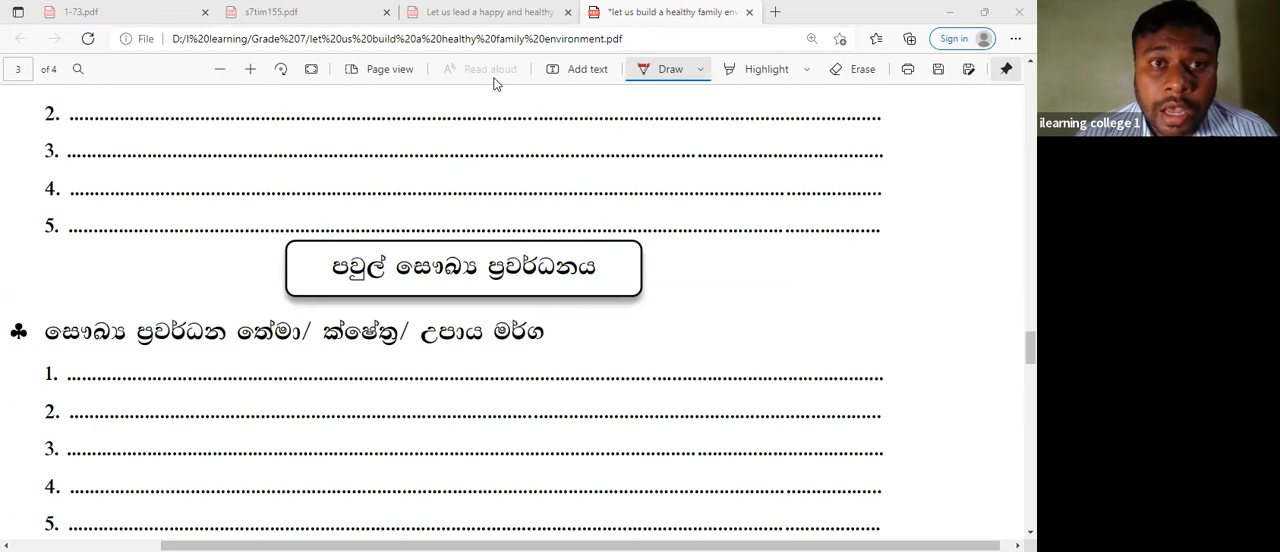 1-73.pdf
s7tim155.pdf
Let us lead a happy and healthy
*let us build a healthy family env
File
D:/I%20learning/Grade%207/let%20us%20build%20a%20healthy%20family%20environment.pdf
Sign in
3 of 4
Page view
Read aloud
Add text
Draw
Highlight
Erase
ilearning college 1
2. ......................................................
3. ......................................................
4. ......................................................
5. ......................................................
පවුල් සෞඛ්‍ය ප්‍රවර්ධනය
♣ සෞඛ්‍ය ප්‍රවර්ධන තේමා/ ක්ෂේත්‍ර/ උපාය මර්ග
1. ......................................................
2. ......................................................
3. ......................................................
4. ......................................................
5. ......................................................